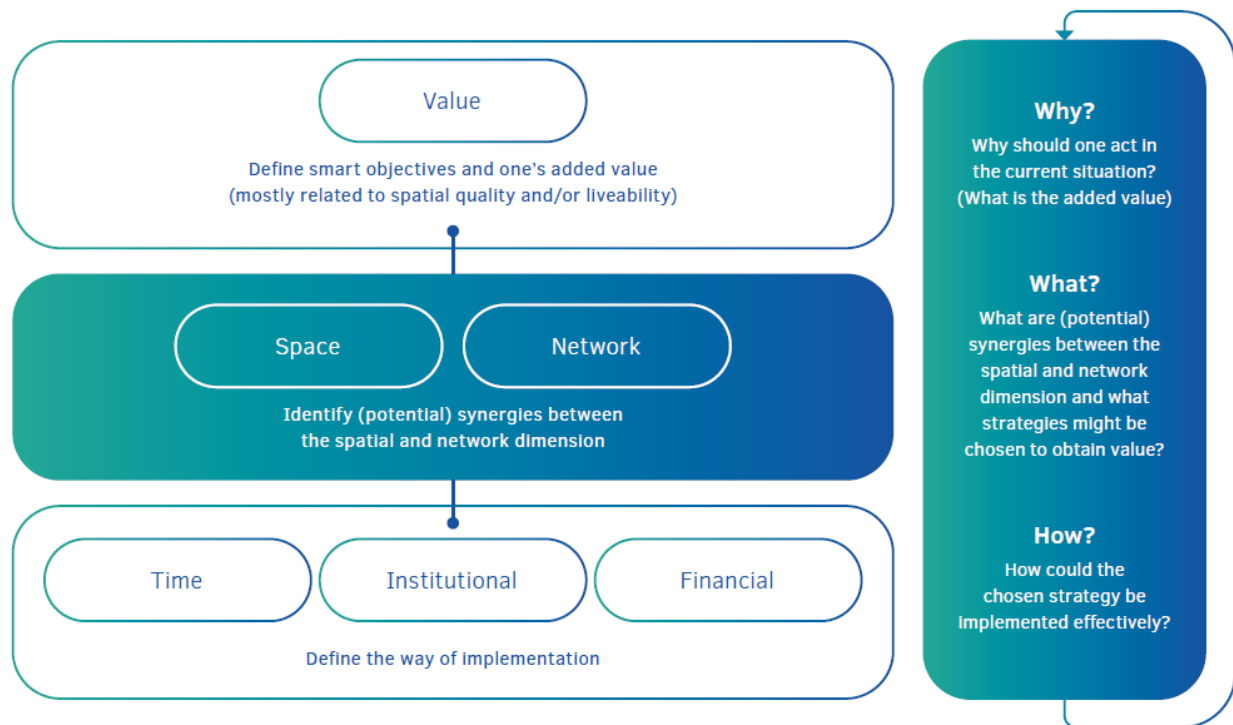 Value
Define smart objectives and one's added value
(mostly related to spatial quality and/or liveability)
Space
Network
Identify (potential) synergies between
the spatial and network dimension
Time
Institutional
Financial
Define the way of implementation
Why?
Why should one act in
the current situation?
(What is the added value)
What?
What are (potential)
synergies between the
spatial and network
dimension and what
strategies might be
chosen to obtain value?
How?
How could the
chosen strategy be
implemented effectively?